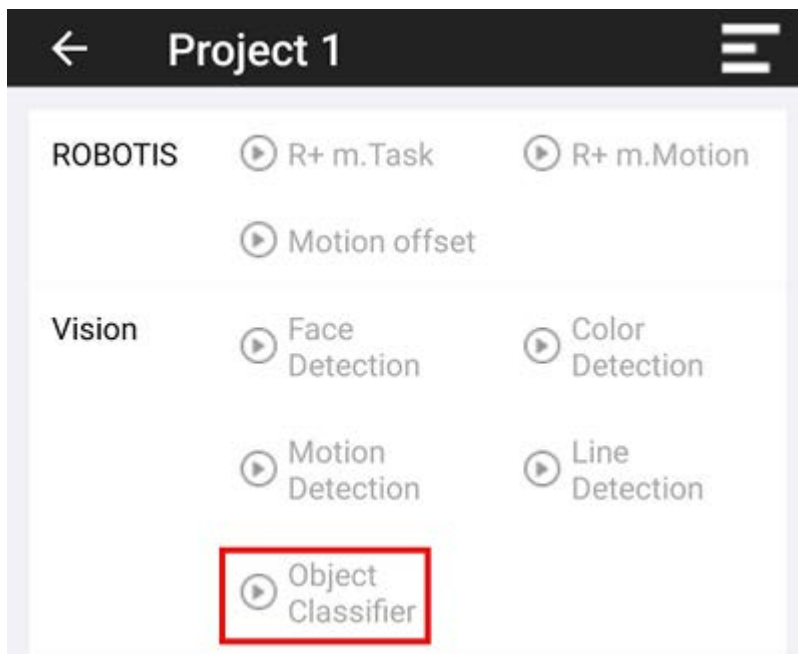 Project 1
ROBOTIS
R+ m.Task
R+ m.Motion
Motion offset
Vision
Face
Detection
Color
Detection
Motion
Detection
Line
Detection
Object
Classifier